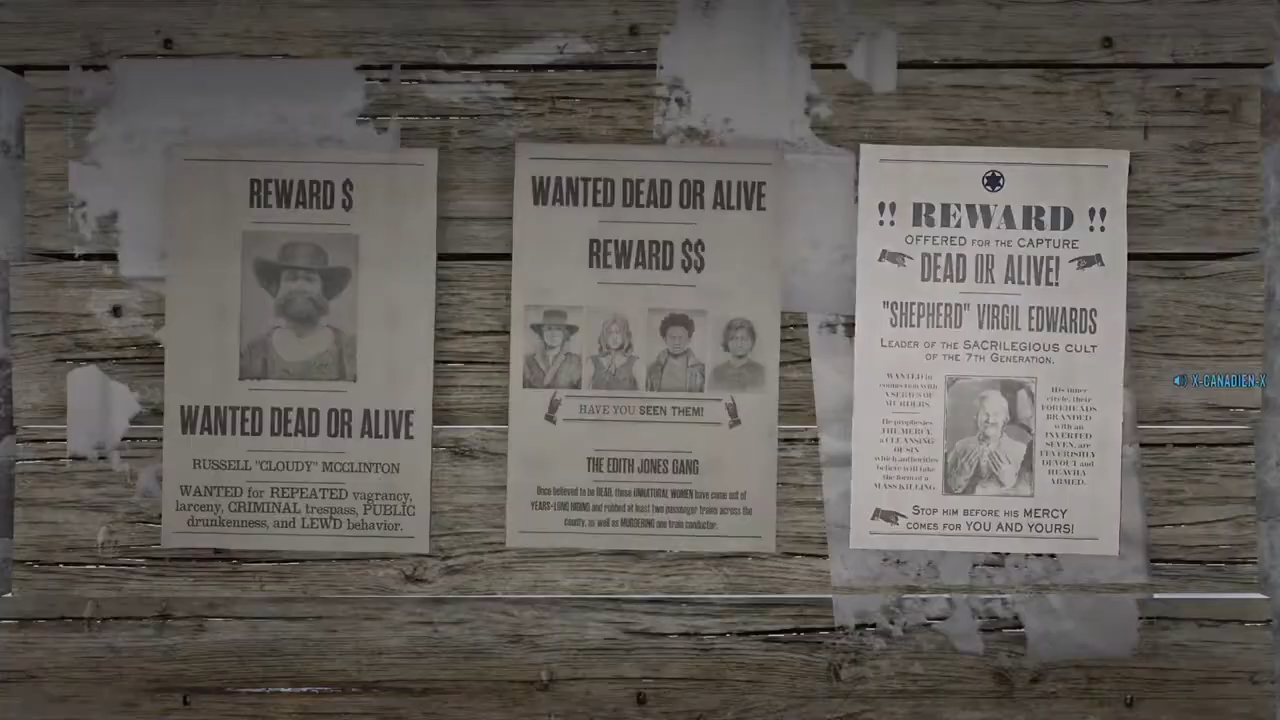 REWARD $
WANTED DEAD OR ALIVE
RUSSELL "CLOUDY" MCCLINTON
WANTED for REPEATED vagrancy,
larceny, CRIMINAL trespass, PUBLIC
drunkenness, and LEWD behavior.
WANTED DEAD OR ALIVE
REWARD $$
HAVE YOU SEEN THEM!
THE EDITH JONES GANG
Once believed to be DEAD, these UNNATURAL WOMEN have come out of
YEARS-LONG HIDING and robbed at least two passenger trains across the
county, as well as MURDERING one train conductor.
!! REWARD !!
OFFERED FOR THE CAPTURE
DEAD OR ALIVE!
"SHEPHERD" VIRGIL EDWARDS
LEADER OF THE SACRILEGIOUS CULT
OF THE 7TH GENERATION.
WANTED in
connection with
A SERIES OF
MURDERS.
He prophesies
THE MERCY,
a CLEANSING
OF SIN
which authorities
believe will take
the form of a
MASS KILLING.
His inner
circle, their
FOREHEADS
BRANDED
with an
INVERTED
SEVEN, are
FEVERISHLY
DEVOUT and
HEAVILY
ARMED.
STOP HIM BEFORE HIS MERCY
COMES FOR YOU AND YOURS!
X-CANADIEN-X